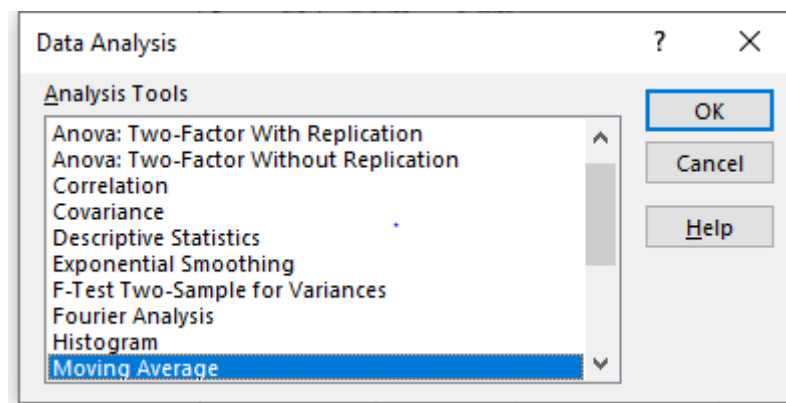 Data Analysis
?
Analysis Tools
Anova: Two-Factor With Replication
Anova: Two-Factor Without Replication
Correlation
Covariance
Descriptive Statistics
Exponential Smoothing
F-Test Two-Sample for Variances
Fourier Analysis
Histogram
Moving Average
OK
Cancel
Help